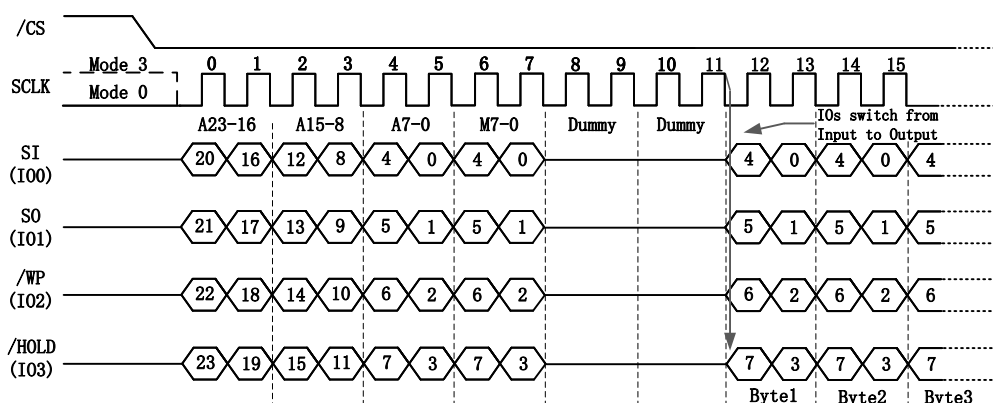 /CS
Mode 3 0 1 2 3 4 5 6 7 8 9 10 11 12 13 14 15
SCLK
Mode 0
IOs switch from
Input to Output
A23-16 A15-8 A7-0 M7-0 Dummy Dummy
SI
(IO0)
20 16 12 8 4 0 4 0 4 0 4 0 4
SO
(IO1)
21 17 13 9 5 1 5 1 5 1 5 1 5
/WP
(IO2)
22 18 14 10 6 2 6 2 6 2 6 2 6
/HOLD
(IO3)
23 19 15 11 7 3 7 3 7 3 7 3 7
Byte1 Byte2 Byte3